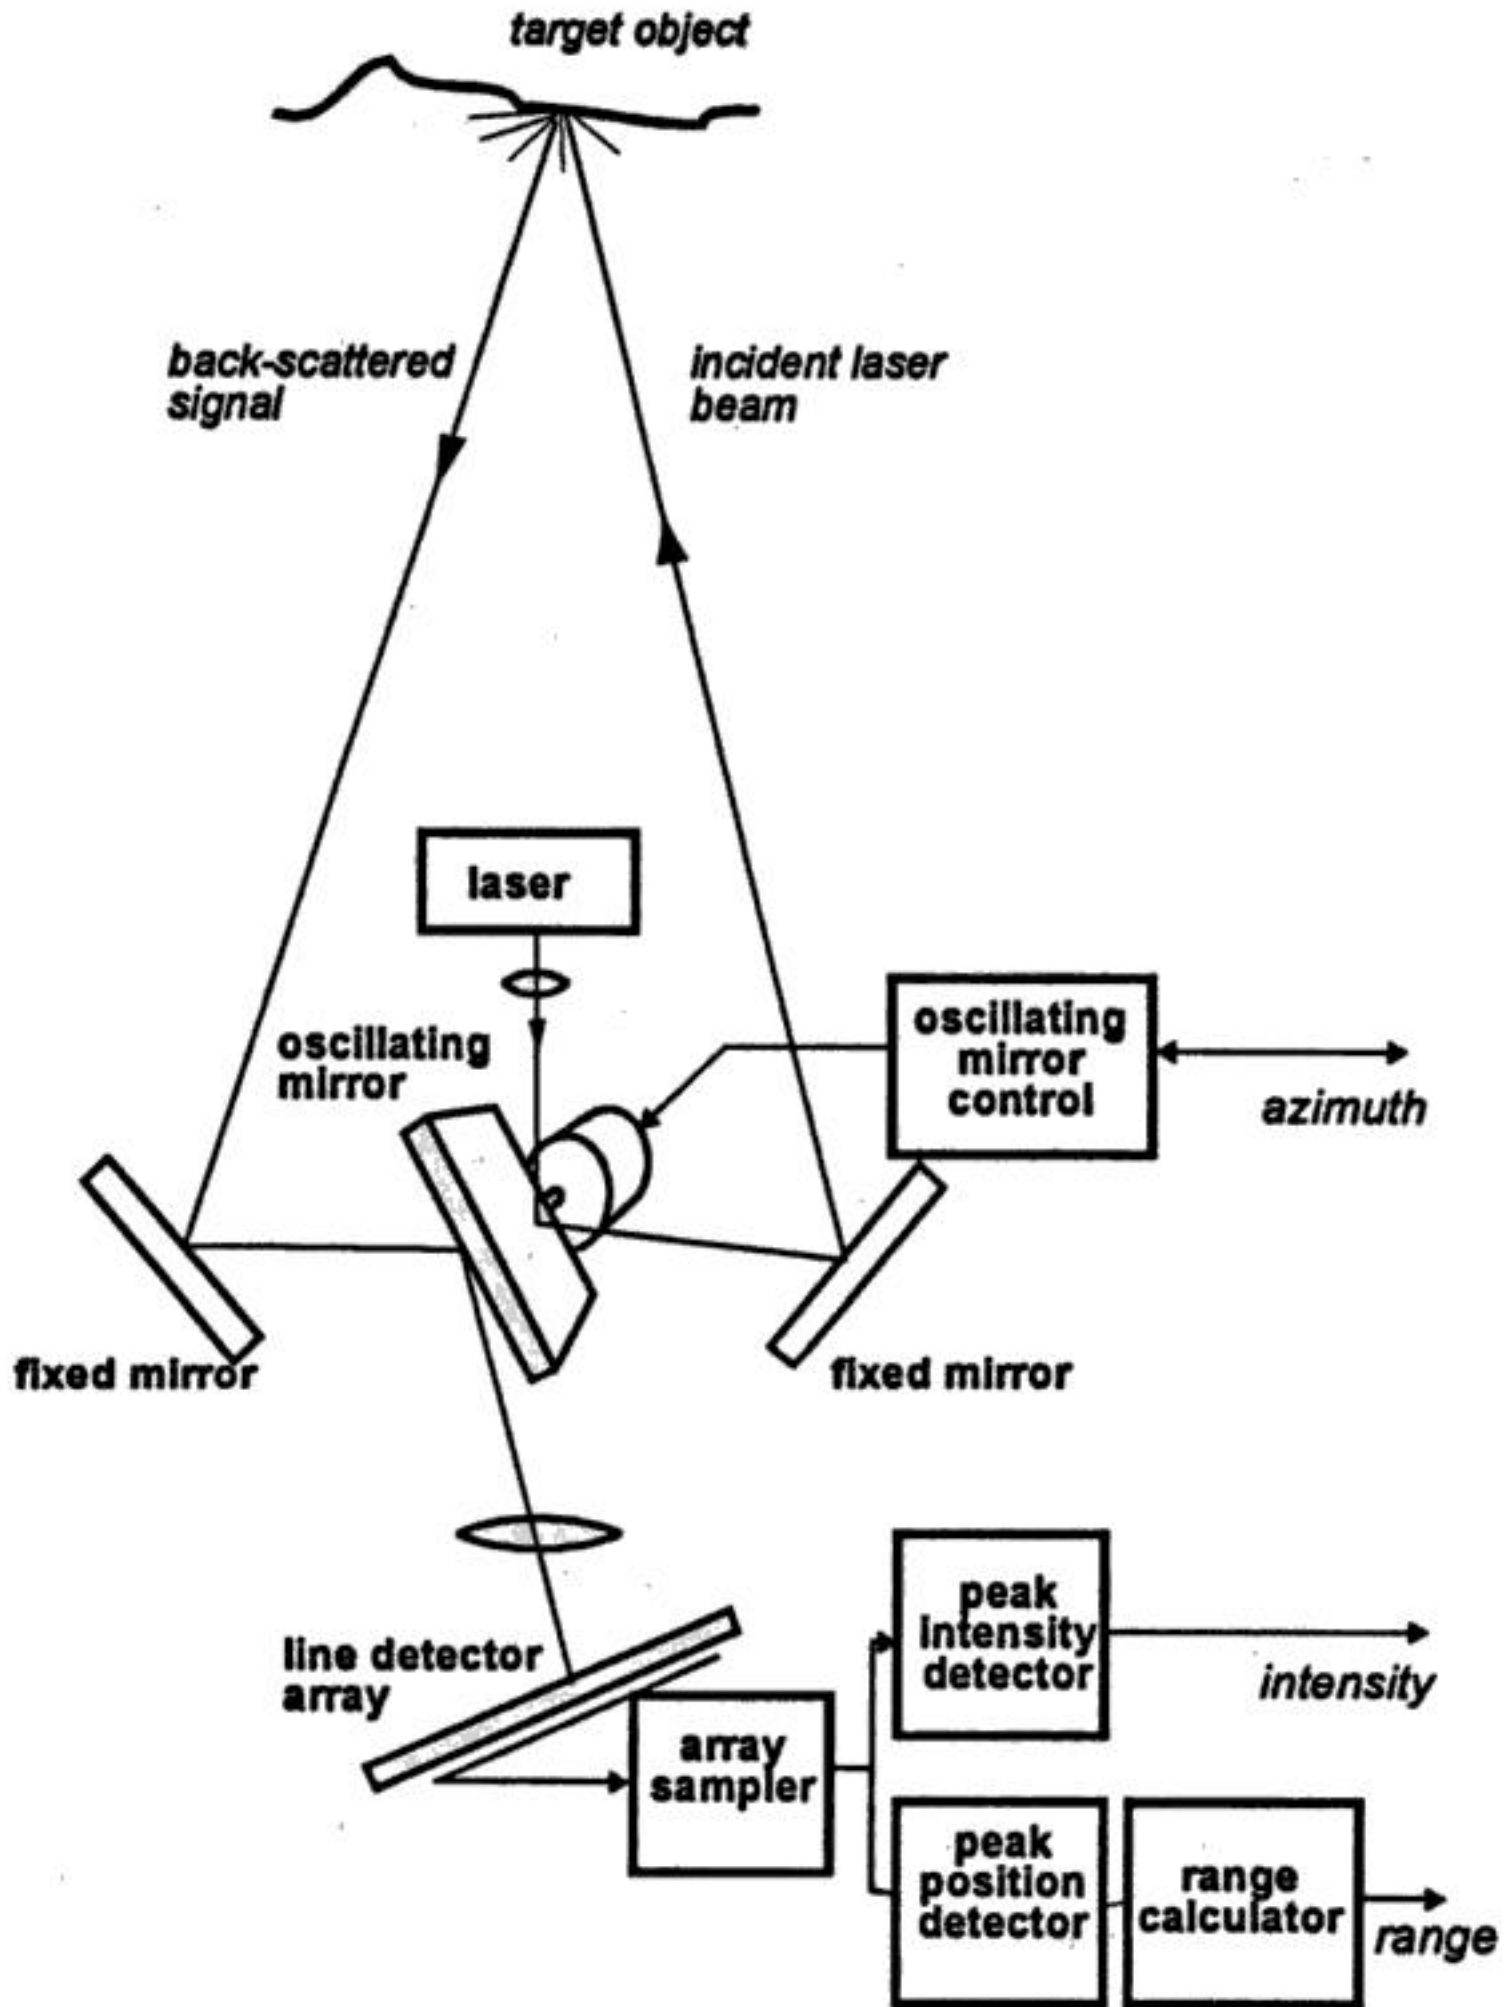 target object
back-scattered
signal
incident laser
beam
laser
oscillating
mirror
oscillating
mirror
control
azimuth
fixed mirror
fixed mirror
line detector
array
peak
intensity
detector
intensity
array
sampler
peak
position
detector
range
calculator
range